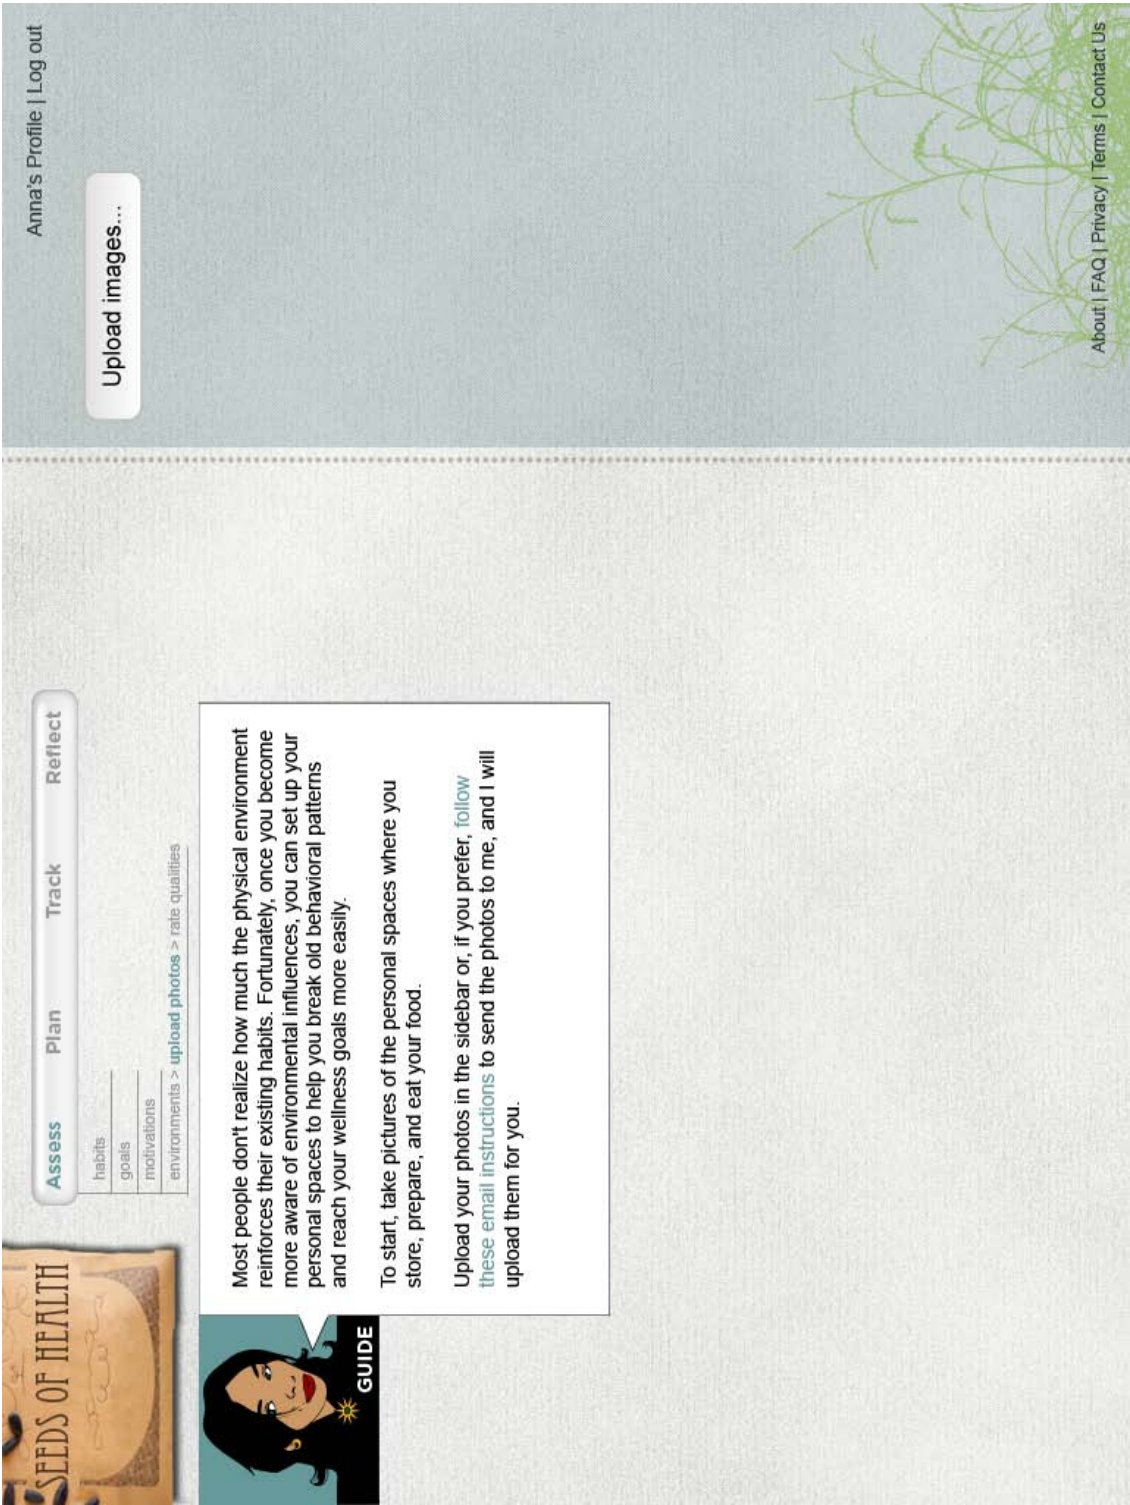 SEEDS OF HEALTH
Assess Plan Track Reflect
Anna's Profile | Log out
habits
goals
motivations
environments > upload photos > rate qualities
Upload images...
GUIDE
Most people don't realize how much the physical environment
reinforces their existing habits. Fortunately, once you become
more aware of environmental influences, you can set up your
personal spaces to help you break old behavioral patterns
and reach your wellness goals more easily.
To start, take pictures of the personal spaces where you
store, prepare, and eat your food.
Upload your photos in the sidebar or, if you prefer, follow
these email instructions to send the photos to me, and I will
upload them for you.
About | FAQ | Privacy | Terms | Contact Us